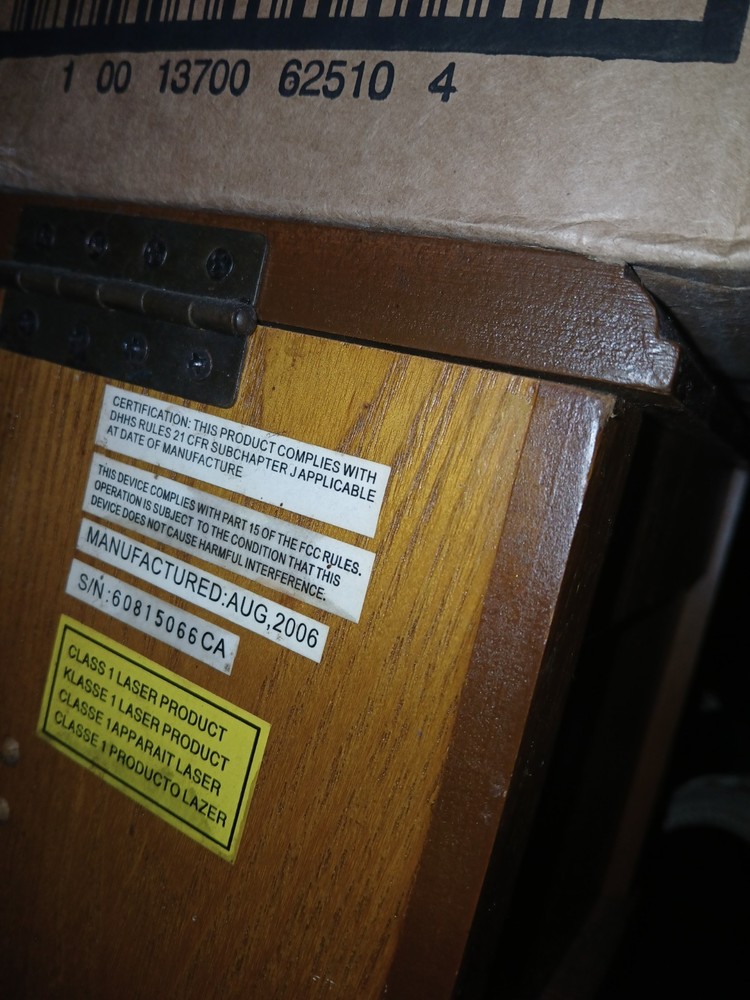 1 00 13700 62510 4
CERTIFICATION: THIS PRODUCT COMPLIES WITH
DHHS RULES 21 CFR SUBCHAPTER J APPLICABLE
AT DATE OF MANUFACTURE
THIS DEVICE COMPLIES WITH PART 15 OF THE FCC RULES.
OPERATION IS SUBJECT TO THE CONDITION THAT THIS
DEVICE DOES NOT CAUSE HARMFUL INTERFERENCE.
MANUFACTURED:AUG,2006
S/N:60815066CA
CLASS 1 LASER PRODUCT
KLASSE 1 LASER PRODUCT
CLASSE 1 APPARAIT LASER
CLASSE 1 PRODUCTO LAZER